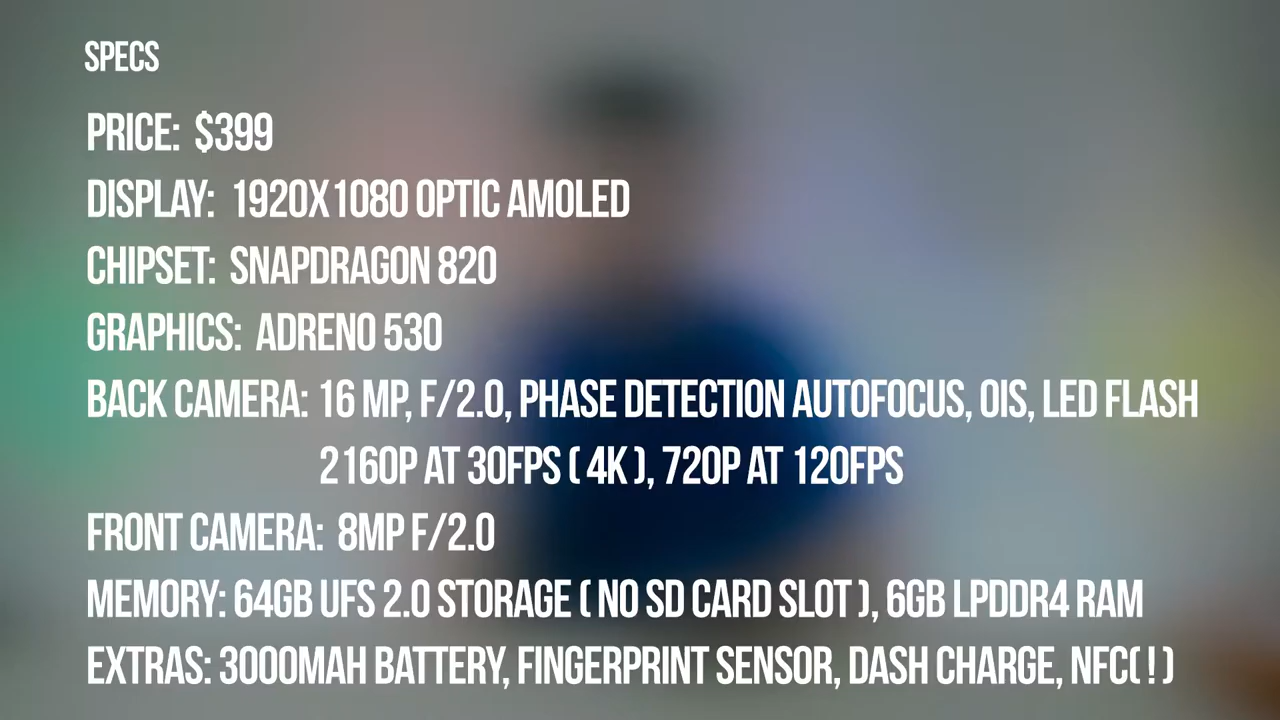 SPECS
PRICE: $399
DISPLAY: 1920X1080 OPTIC AMOLED
CHIPSET: SNAPDRAGON 820
GRAPHICS: ADRENO 530
BACK CAMERA: 16 MP, F/2.0, PHASE DETECTION AUTOFOCUS, OIS, LED FLASH
2160P AT 30FPS ( 4K ), 720P AT 120FPS
FRONT CAMERA: 8MP F/2.0
MEMORY: 64GB UFS 2.0 STORAGE ( NO SD CARD SLOT ), 6GB LPDDR4 RAM
EXTRAS: 3000MAH BATTERY, FINGERPRINT SENSOR, DASH CHARGE, NFC( ! )